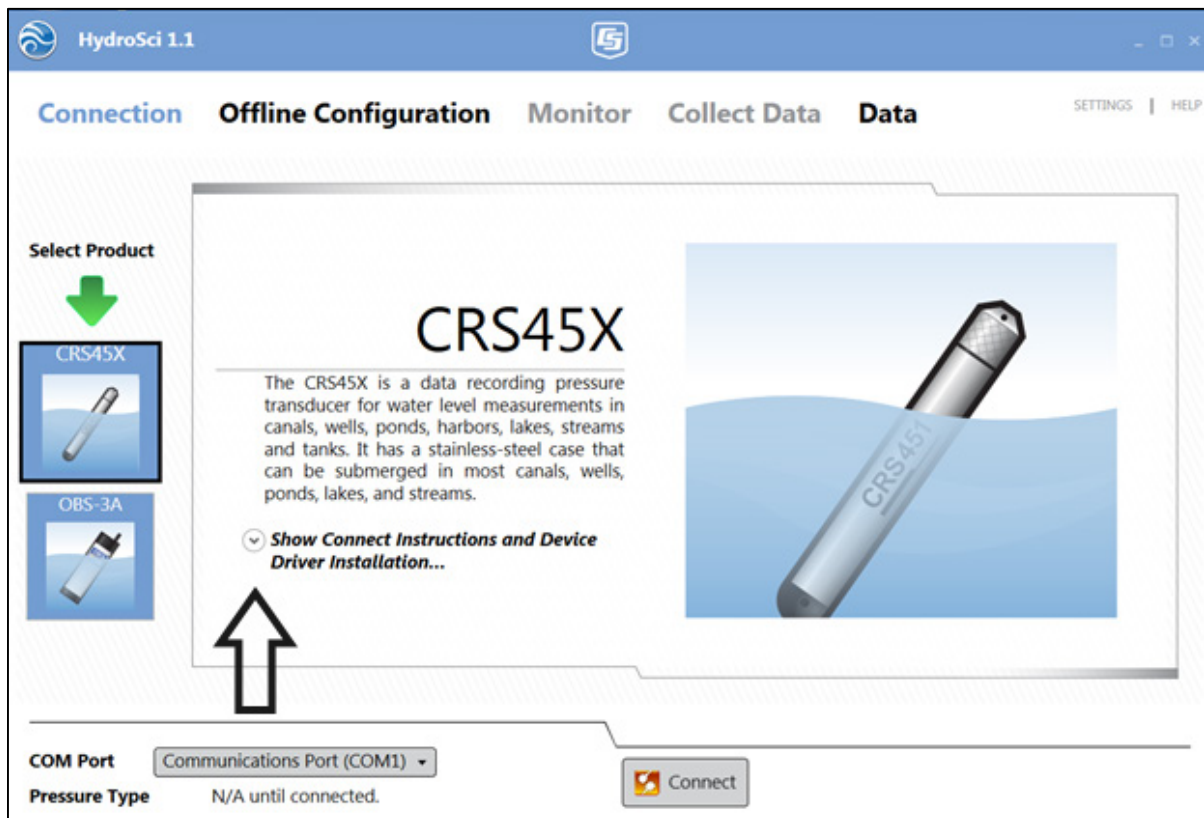 HydroSci 1.1
Connection Offline Configuration Monitor Collect Data Data SETTINGS | HELP
Select Product
CRS45X
OBS-3A
CRS45X
The CRS45X is a data recording pressure
transducer for water level measurements in
canals, wells, ponds, harbors, lakes, streams
and tanks. It has a stainless-steel case that
can be submerged in most canals, wells,
ponds, lakes, and streams.
Show Connect Instructions and Device
Driver Installation...
CRS451
COM Port Communications Port (COM1)
Connect
Pressure Type N/A until connected.